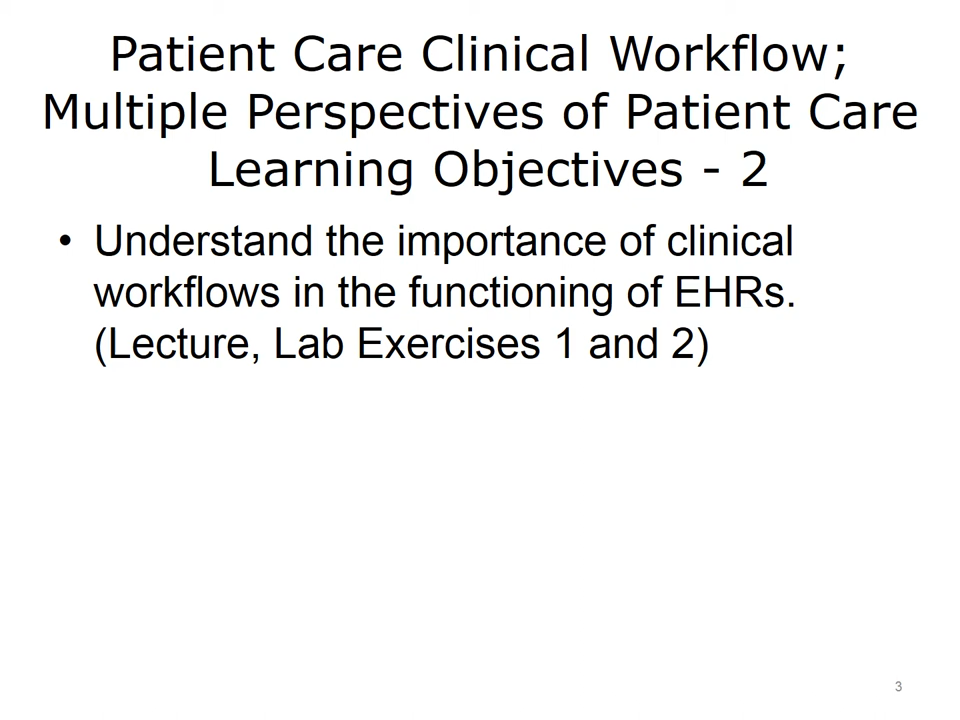 Patient Care Clinical Workflow;
Multiple Perspectives of Patient Care
Learning Objectives - 2
• Understand the importance of clinical
workflows in the functioning of EHRs.
(Lecture, Lab Exercises 1 and 2)
3